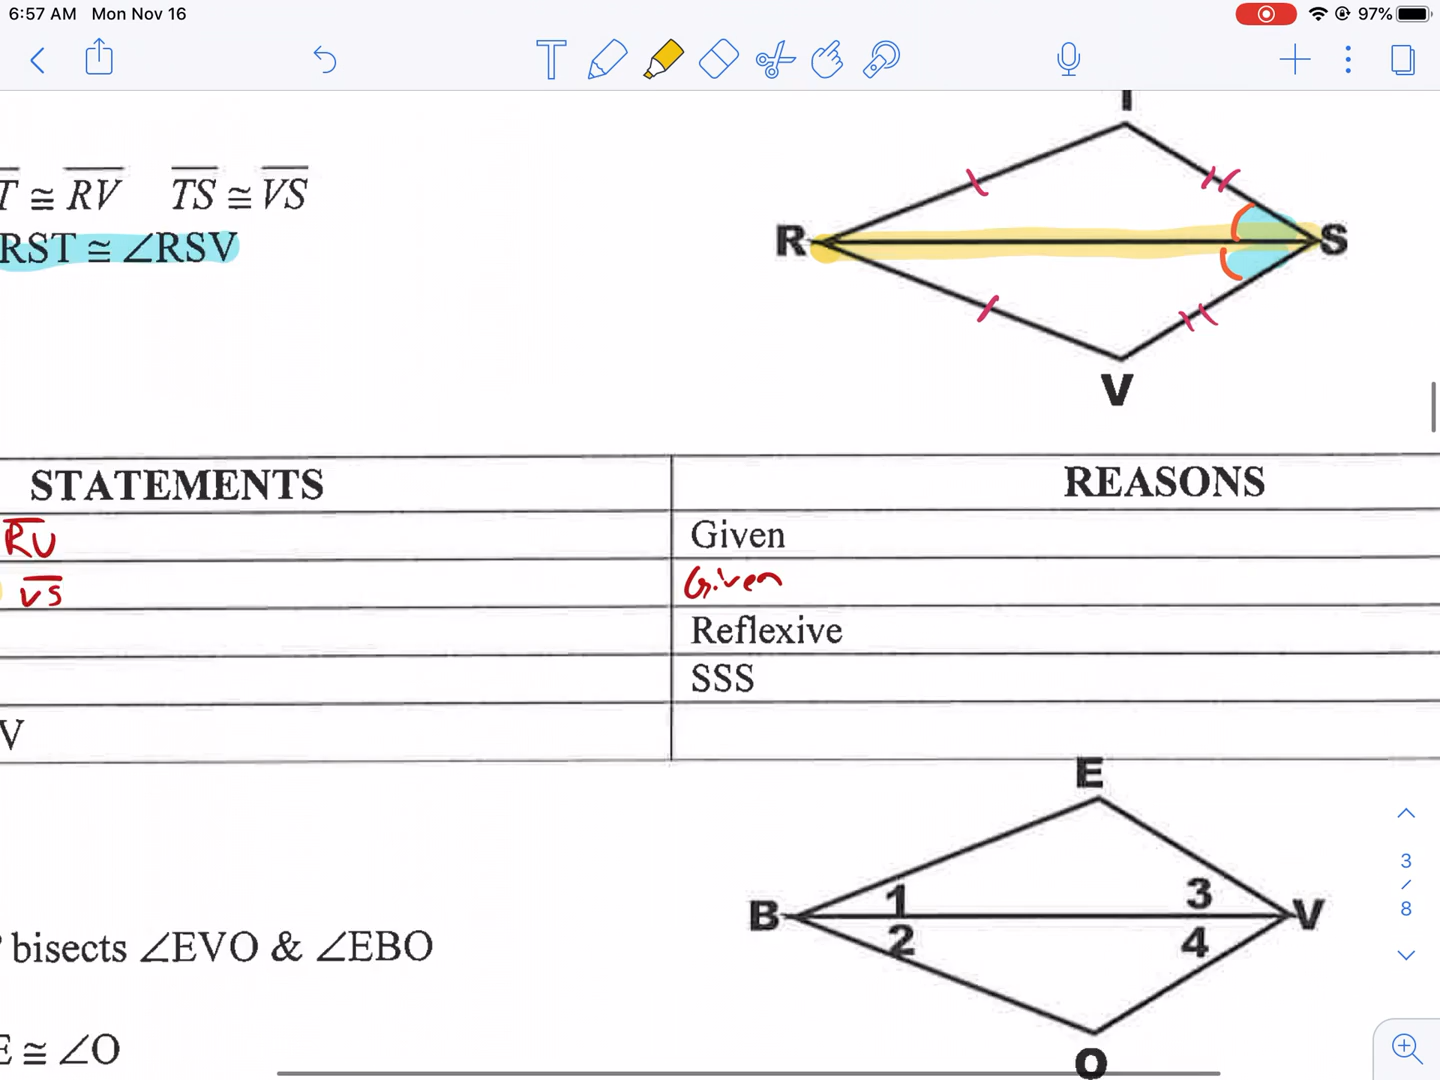 6:57 AM Mon Nov 16
97%
T ≅ RV TS ≅ VS
RST ≅ ∠RSV
R
S
V
STATEMENTS REASONS
RV Given
VS Given
Reflexive
SSS
V
E
1 3
B V
2 4
O
bisects ∠EVO & ∠EBO
E ≅ ∠O
3
/
8